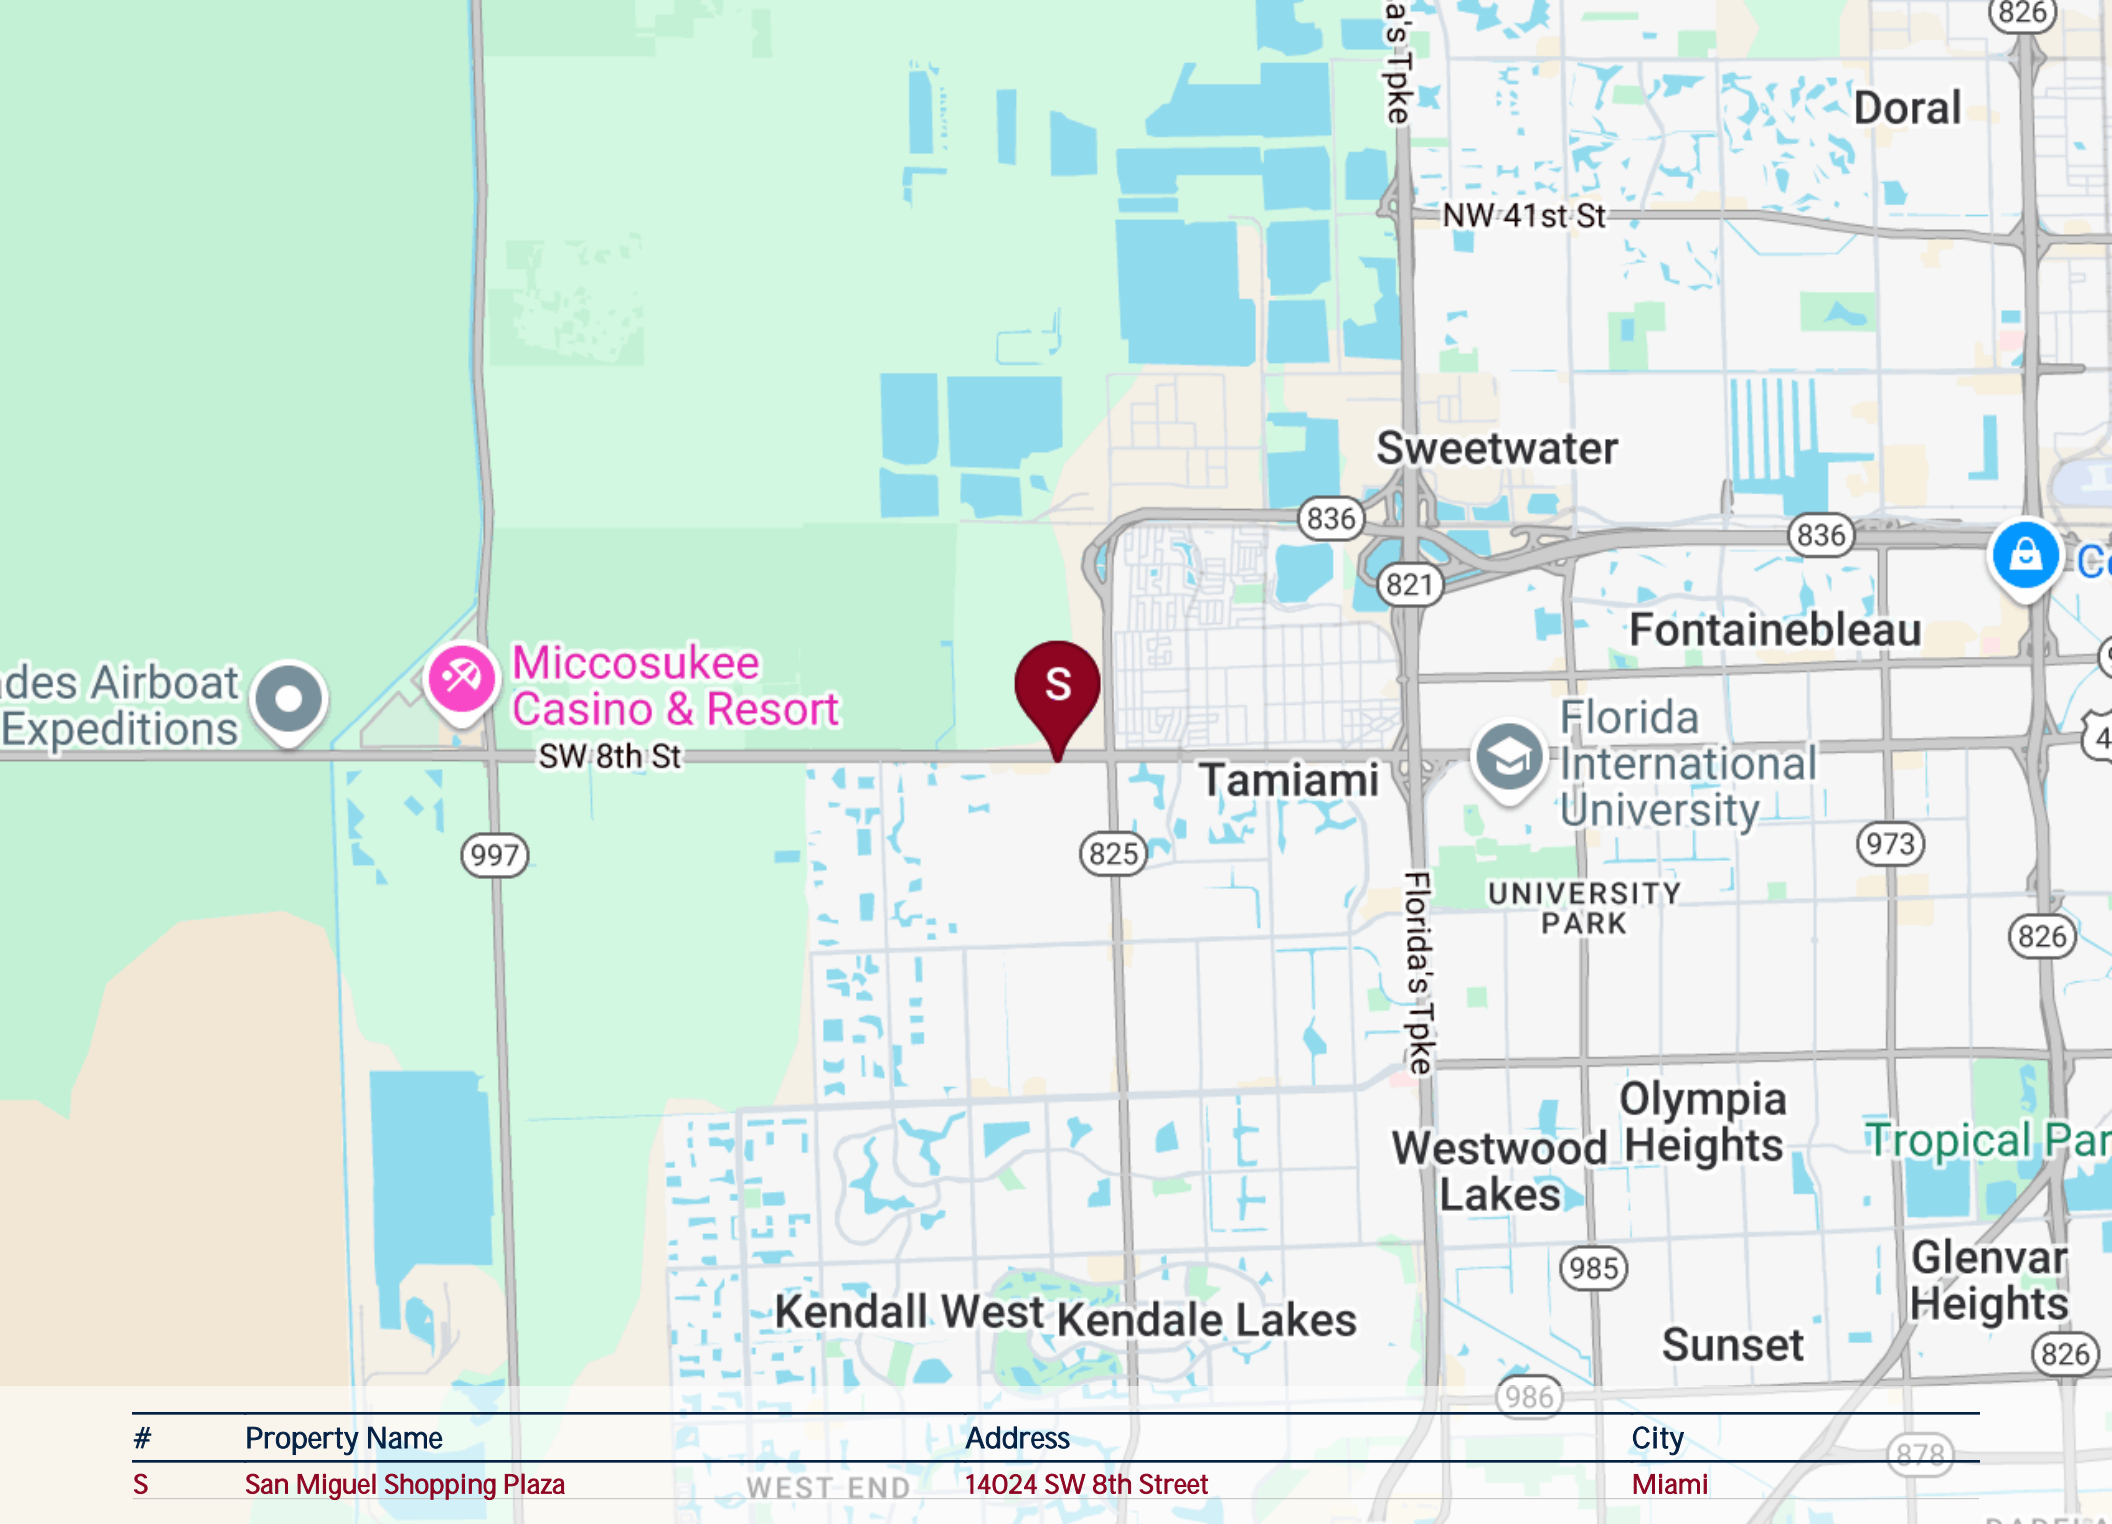 826
a's Tpke
Doral
NW 41st St
Sweetwater
836
836
821
Fontainebleau
Miccosukee
Casino & Resort
des Airboat
Expeditions
S
SW 8th St
Florida
International
University
Tamiami
997
825
973
UNIVERSITY
PARK
Florida's Tpke
826
Olympia
Heights
Westwood
Lakes
Tropical Par
985
Glenvar
Heights
Kendall West
Kendale Lakes
Sunset
826
986
# Property Name Address City
878
S San Miguel Shopping Plaza 14024 SW 8th Street Miami
WEST END